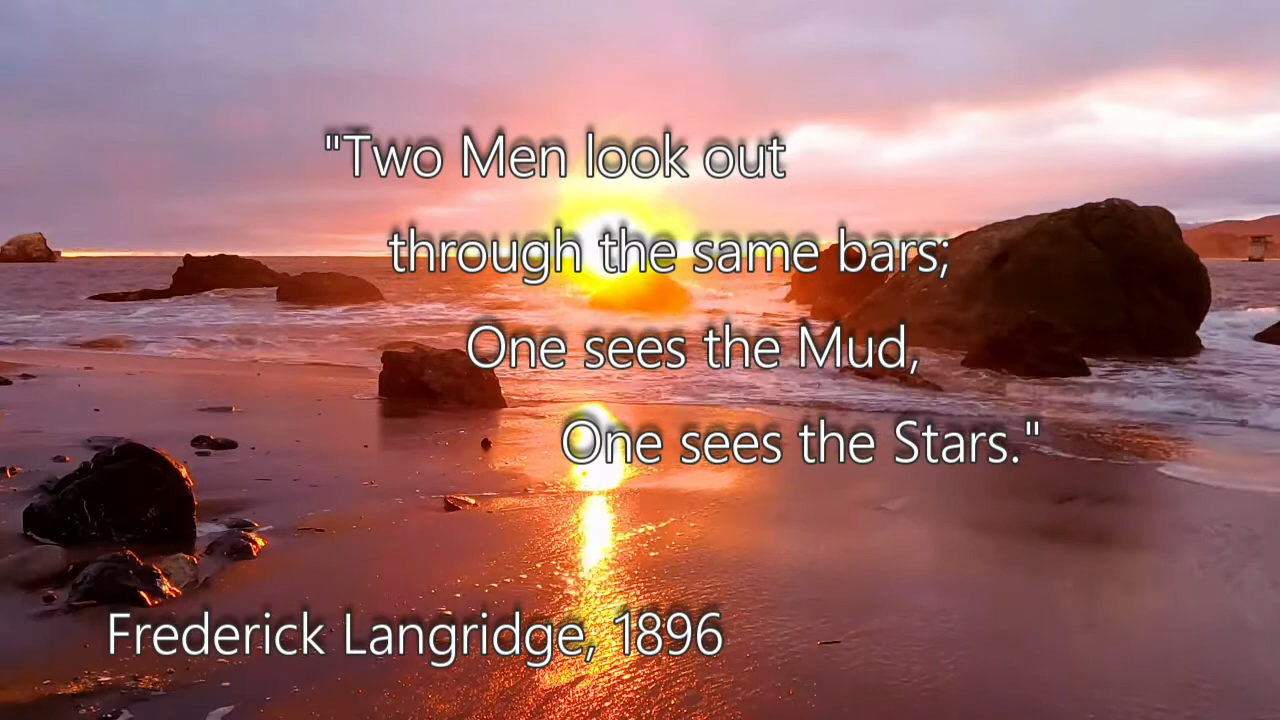 "Two Men look out
through the same bars;
One sees the Mud,
One sees the Stars."
Frederick Langridge, 1896